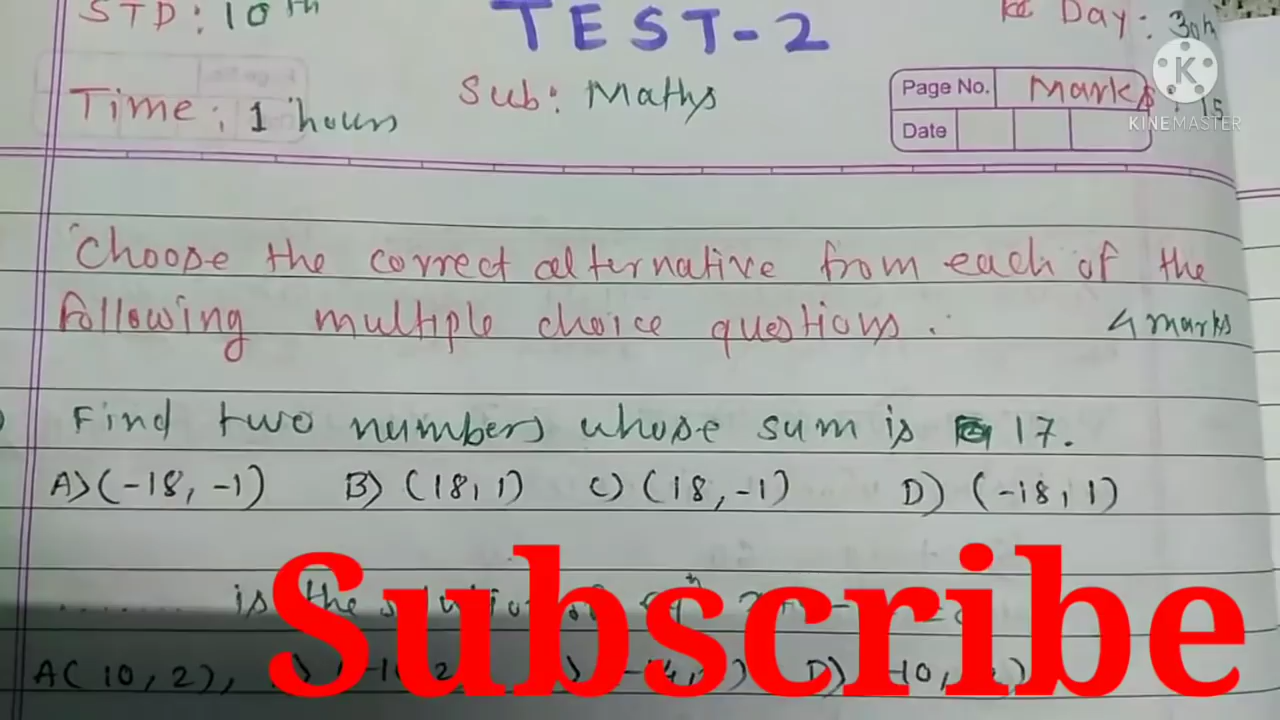 STD: 10th
TEST-2
Day: 30h
Time: 1 hours
Sub: Maths
Page No.
Marks: 15
KINEMASTER
Date
Choose the correct alternative from each of the
following multiple choice questions.
4 marks
Find two numbers whose sum is 17.
A) (-18, -1) B) (18, 1) C) (18, -1) D) (-18, 1)
Subscribe
........ is the
A( 10, 2), D)